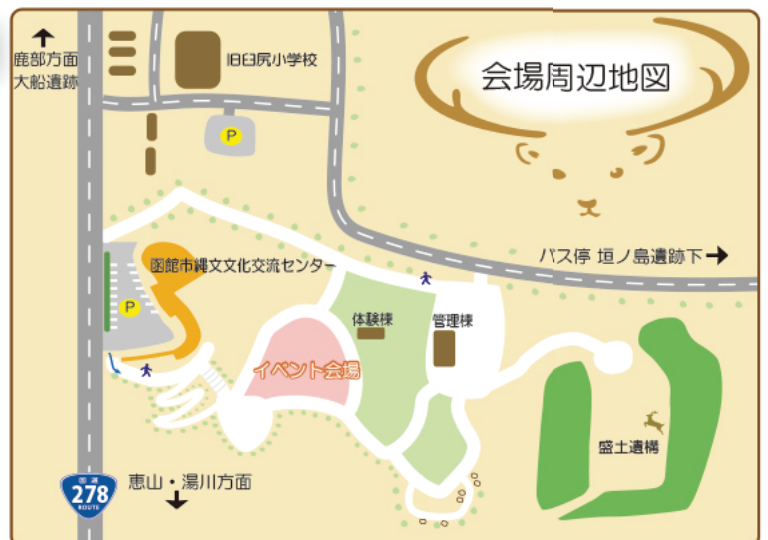 鹿部方面
大船遺跡
旧臼尻小学校
会場周辺地図
P
バス停 垣ノ島遺跡下
函館市縄文文化交流センター
P
体験棟
管理棟
イベント会場
盛土遺構
国道
278
ROUTE
恵山・湯川方面